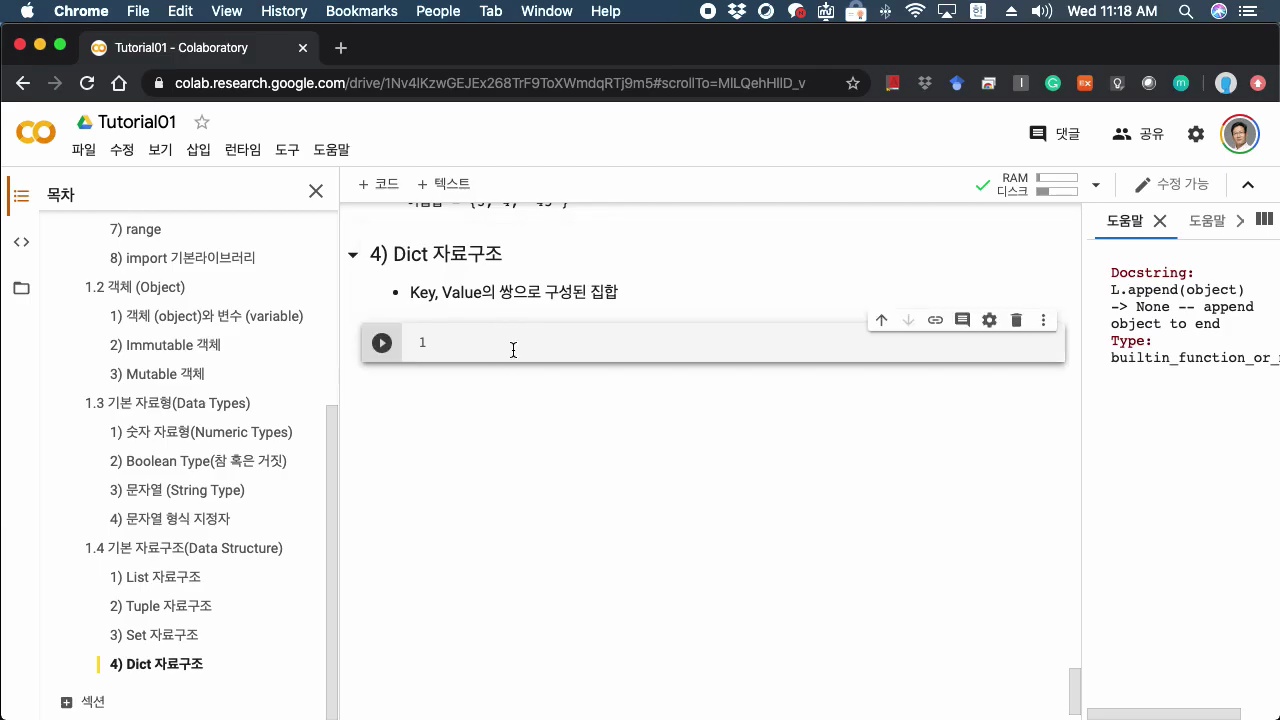 Chrome File Edit View History Bookmarks People Tab Window Help 한 Wed 11:18 AM
Tutorial01 - Colaboratory
colab.research.google.com/drive/1Nv4lKzwGEJEx268TrF9ToXWmdqRTj9m5#scrollTo=MlLQehHllD_v
Tutorial01
파일 수정 보기 삽입 런타임 도구 도움말
댓글 공유
목차
+ 코드 + 텍스트
RAM
디스크
수정 가능
7) range
8) import 기본라이브러리
1.2 객체 (Object)
1) 객체 (object)와 변수 (variable)
2) Immutable 객체
3) Mutable 객체
1.3 기본 자료형(Data Types)
1) 숫자 자료형(Numeric Types)
2) Boolean Type(참 혹은 거짓)
3) 문자열 (String Type)
4) 문자열 형식 지정자
1.4 기본 자료구조(Data Structure)
1) List 자료구조
2) Tuple 자료구조
3) Set 자료구조
4) Dict 자료구조
섹션
4) Dict 자료구조
• Key, Value의 쌍으로 구성된 집합
1
도움말 도움말
Docstring:
L.append(object)
-> None -- append
object to end
Type:
builtin_function_or_